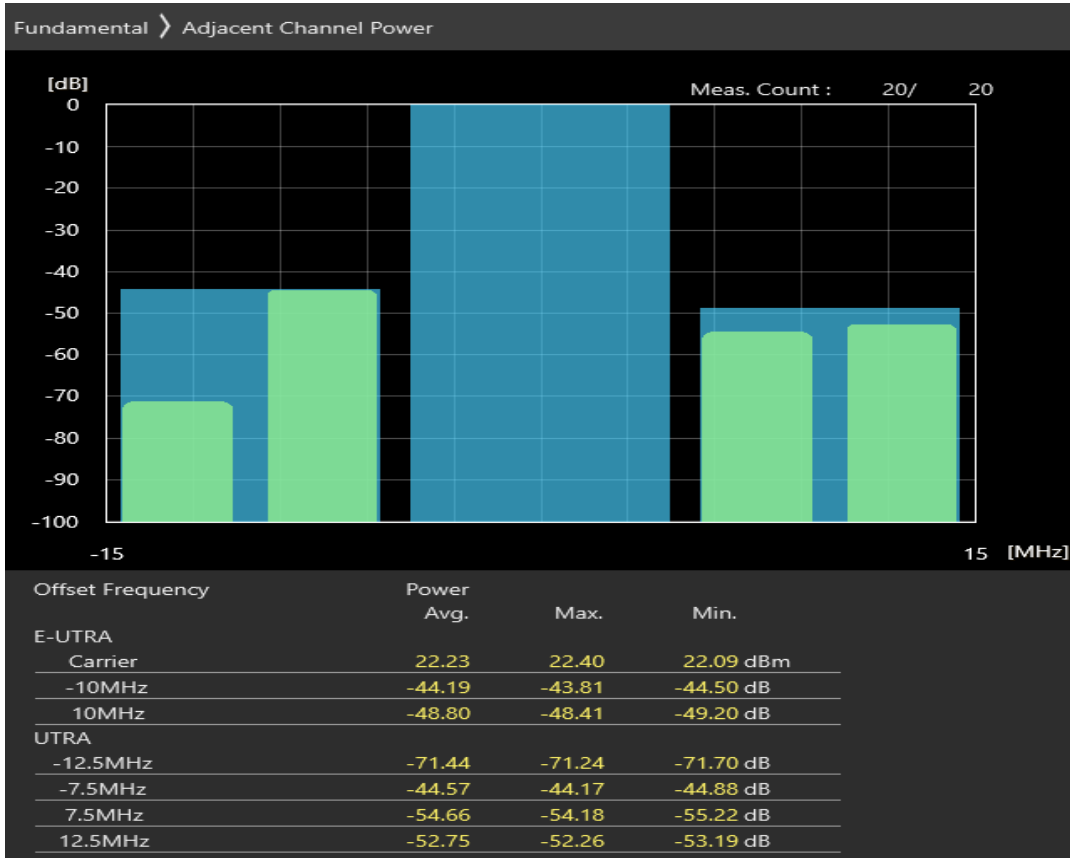 Fundamental 〉 Adjacent Channel Power
[dB]
Meas. Count : 20/ 20
0
-10
-20
-30
-40
-50
-60
-70
-80
-90
-100
-15 15 [MHz]
Offset Frequency Power
Avg. Max. Min.
E-UTRA
Carrier 22.23 22.40 22.09 dBm
-10MHz -44.19 -43.81 -44.50 dB
10MHz -48.80 -48.41 -49.20 dB
UTRA
-12.5MHz -71.44 -71.24 -71.70 dB
-7.5MHz -44.57 -44.17 -44.88 dB
7.5MHz -54.66 -54.18 -55.22 dB
12.5MHz -52.75 -52.26 -53.19 dB